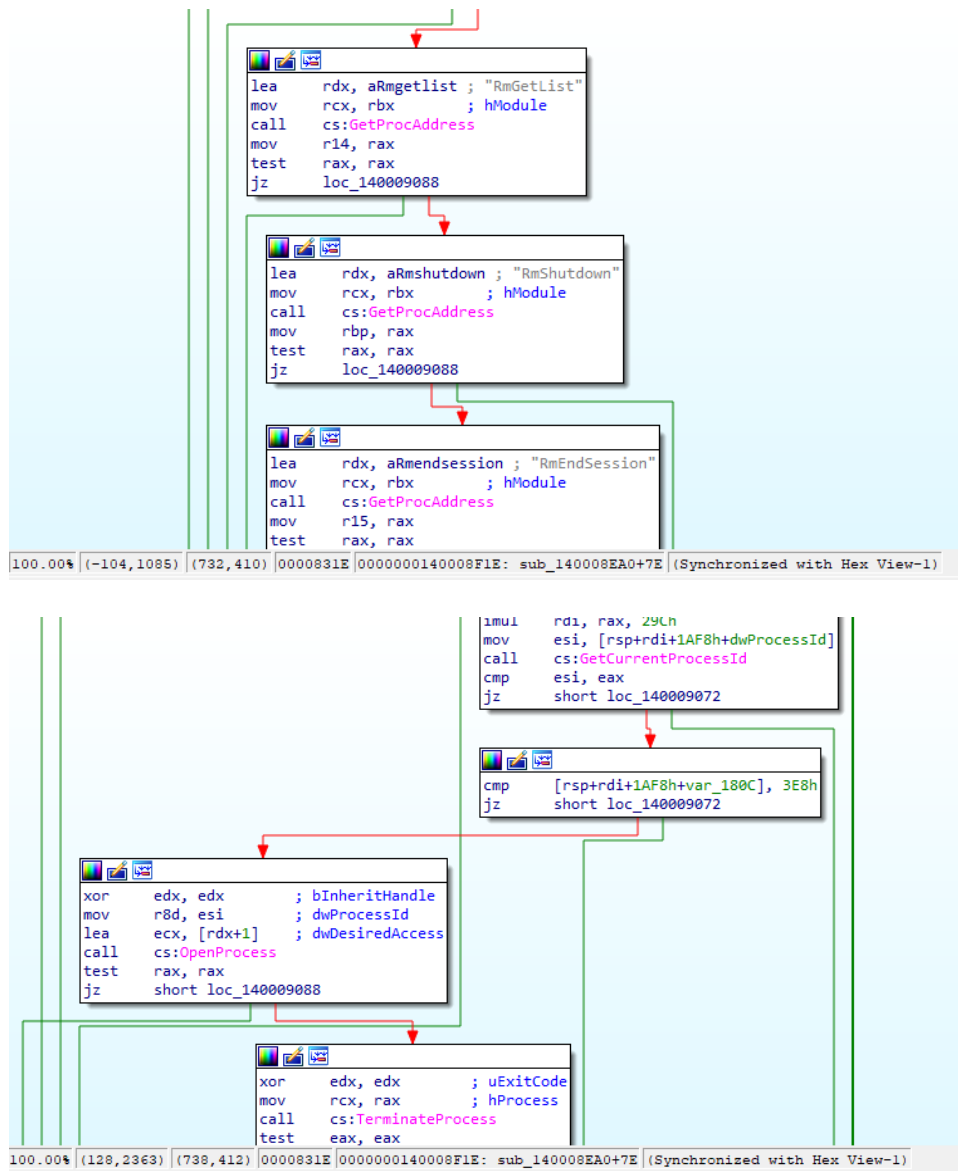 lea rdx, aRmgetlist ; "RmGetList"
mov rcx, rbx ; hModule
call cs:GetProcAddress
mov r14, rax
test rax, rax
jz loc_140009088
lea rdx, aRmshutdown ; "RmShutdown"
mov rcx, rbx ; hModule
call cs:GetProcAddress
mov rbp, rax
test rax, rax
jz loc_140009088
lea rdx, aRmendsession ; "RmEndSession"
mov rcx, rbx ; hModule
call cs:GetProcAddress
mov r15, rax
test rax, rax
100.00% (-104,1085) (732,410) 0000831E 0000000140008F1E: sub_140008EA0+7E (Synchronized with Hex View-1)
imul rdi, rax, 29Ch
mov esi, [rsp+rdi+1AF8h+dwProcessId]
call cs:GetCurrentProcessId
cmp esi, eax
jz short loc_140009072
cmp [rsp+rdi+1AF8h+var_180C], 3E8h
jz short loc_140009072
xor edx, edx ; bInheritHandle
mov r8d, esi ; dwProcessId
lea ecx, [rdx+1] ; dwDesiredAccess
call cs:OpenProcess
test rax, rax
jz short loc_140009088
xor edx, edx ; uExitCode
mov rcx, rax ; hProcess
call cs:TerminateProcess
test eax, eax
100.00% (128,2363) (738,412) 0000831E 0000000140008F1E: sub_140008EA0+7E (Synchronized with Hex View-1)